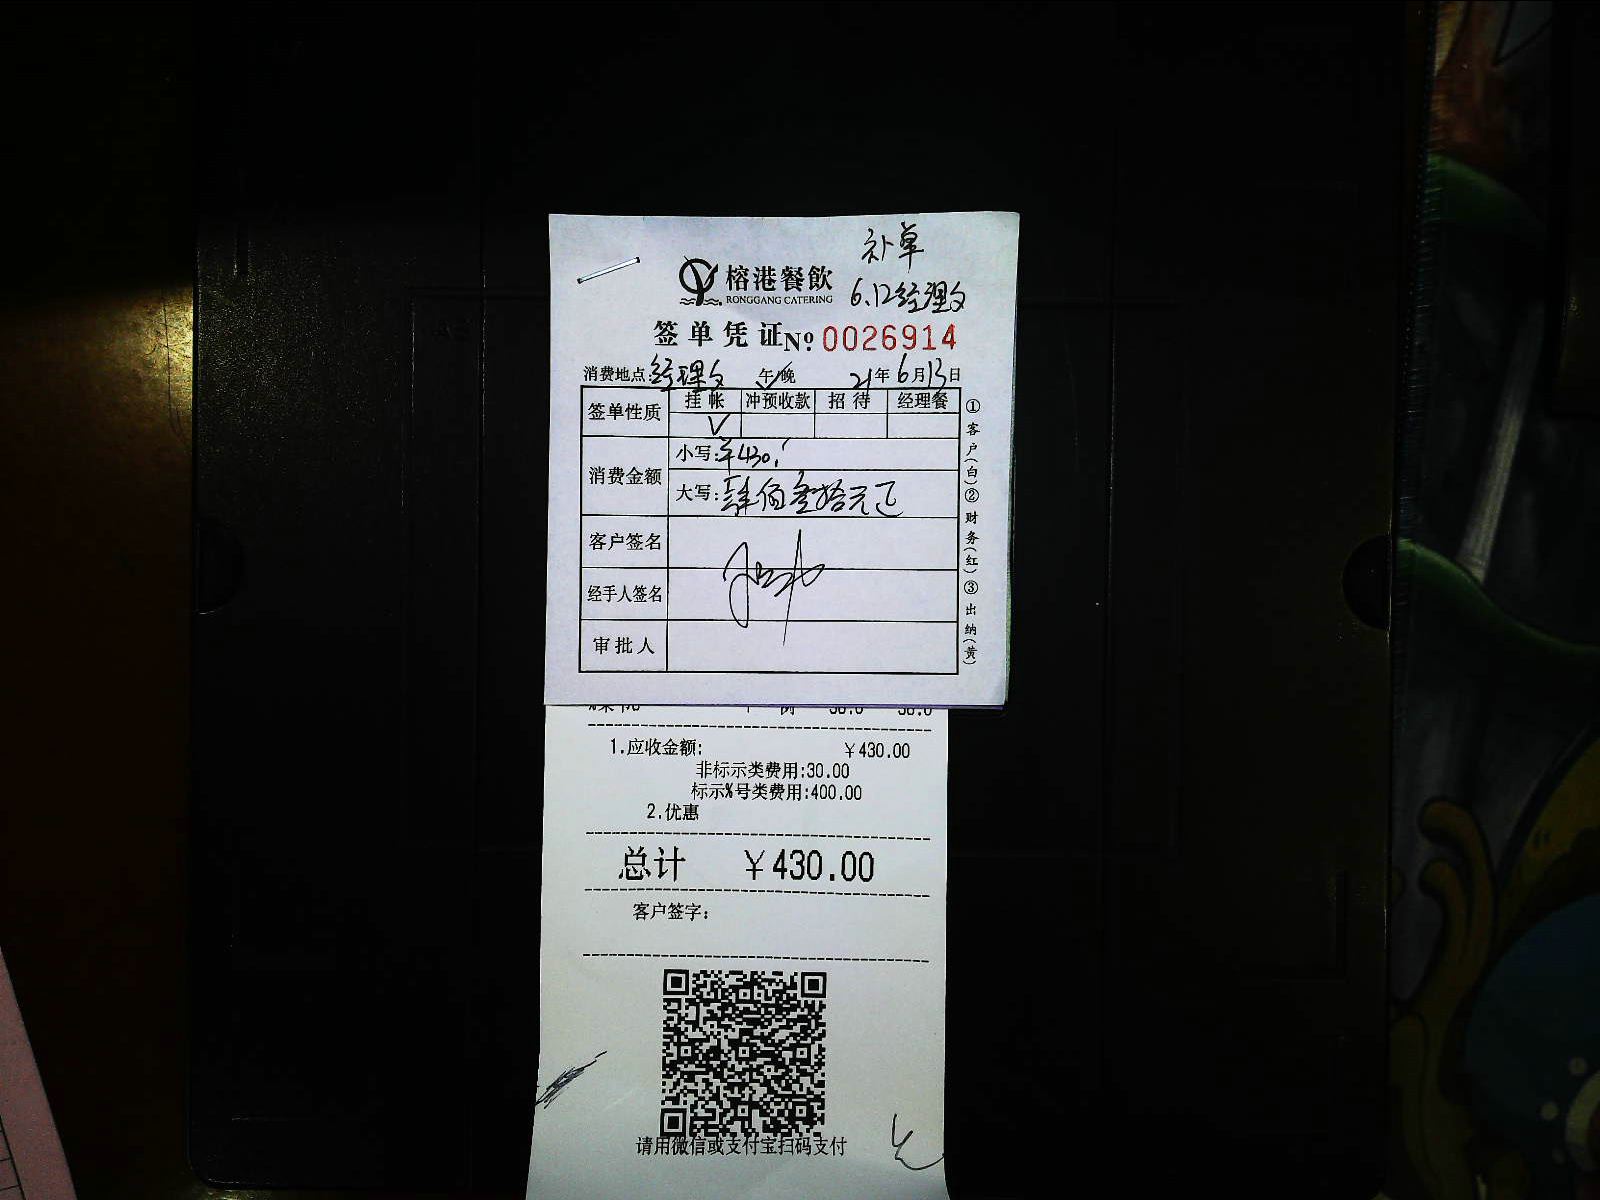 补单
榕港餐飲
RONGGANG CATERING
6.12经理
签单凭证 No. 0026914
消费地点:经理 午/晚 21年6月13日
签单性质 挂帐 冲预收款 招待 经理餐
√
消费金额
小写:¥430.
大写:肆佰叁拾元正
客户签名
经手人签名
审批人
①客户(白)②财务(红)③出纳(黄)
1.应收金额: ¥430.00
非标示类费用:30.00
标示%号类费用:400.00
2.优惠
总计 ¥430.00
客户签字:
请用微信或支付宝扫码支付